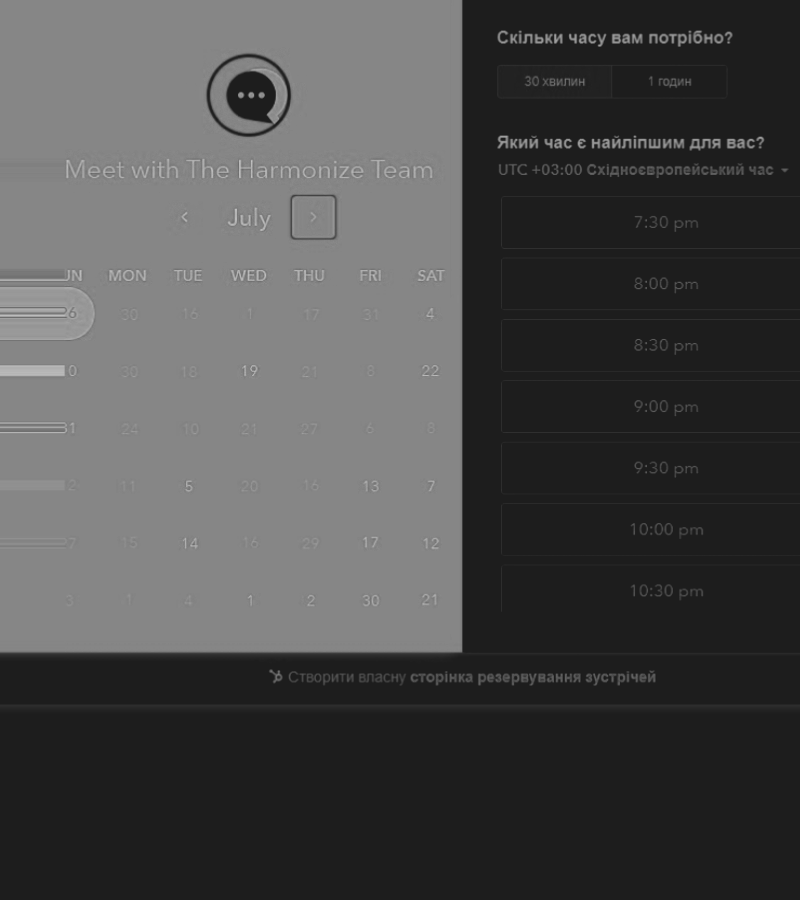 Meet with The Harmonize Team
July
UN MON TUE WED THU FRI SAT
6 30 16 1 17 31 4
0 30 18 19 21 8 22
31 24 10 21 27 6 8
2 11 5 20 16 13 7
7 15 14 16 29 17 12
3 1 4 1 2 30 21
Скільки часу вам потрібно?
30 хвилин 1 годин
Який час є найліпшим для вас?
UTC +03:00 Східноєвропейський час
7:30 pm
8:00 pm
8:30 pm
9:00 pm
9:30 pm
10:00 pm
10:30 pm
Створити власну сторінка резервування зустрічей